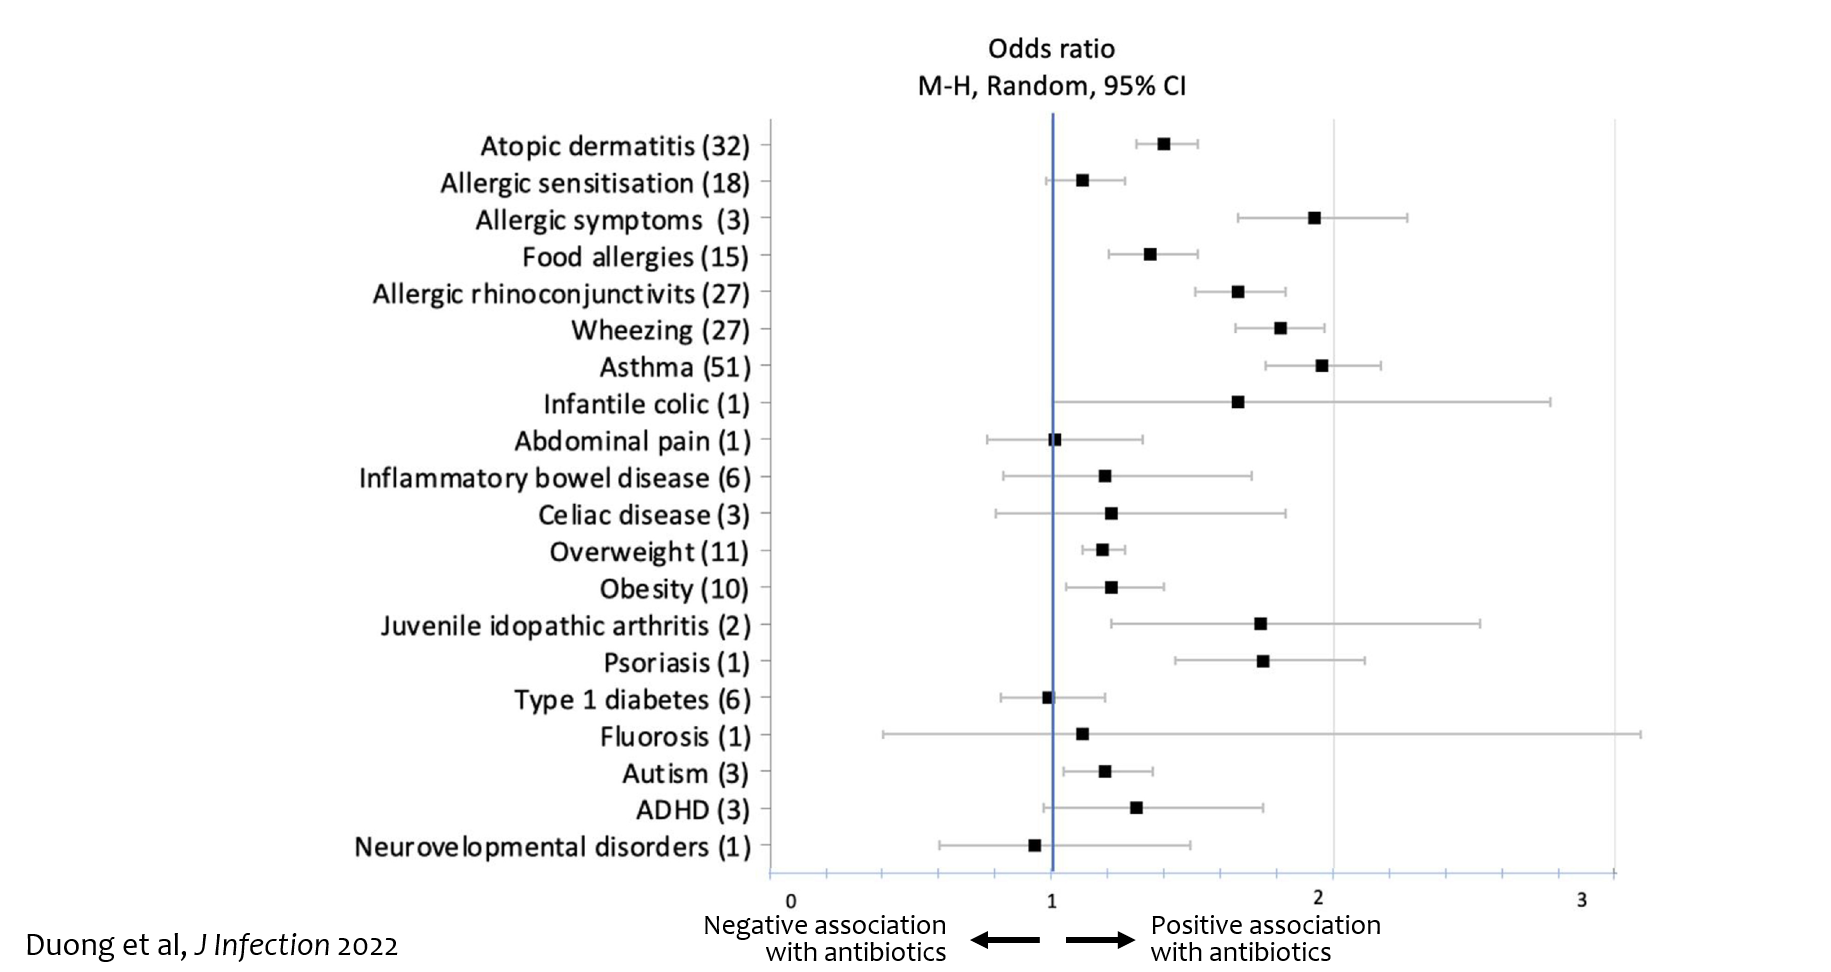 Odds ratio
M-H, Random, 95% CI
Atopic dermatitis (32)
Allergic sensitisation (18)
Allergic symptoms (3)
Food allergies (15)
Allergic rhinoconjunctivits (27)
Wheezing (27)
Asthma (51)
Infantile colic (1)
Abdominal pain (1)
Inflammatory bowel disease (6)
Celiac disease (3)
Overweight (11)
Obesity (10)
Juvenile idopathic arthritis (2)
Psoriasis (1)
Type 1 diabetes (6)
Fluorosis (1)
Autism (3)
ADHD (3)
Neurovelopmental disorders (1)
0 1 2 3
Negative association
with antibiotics
Positive association
with antibiotics
Duong et al, J Infection 2022